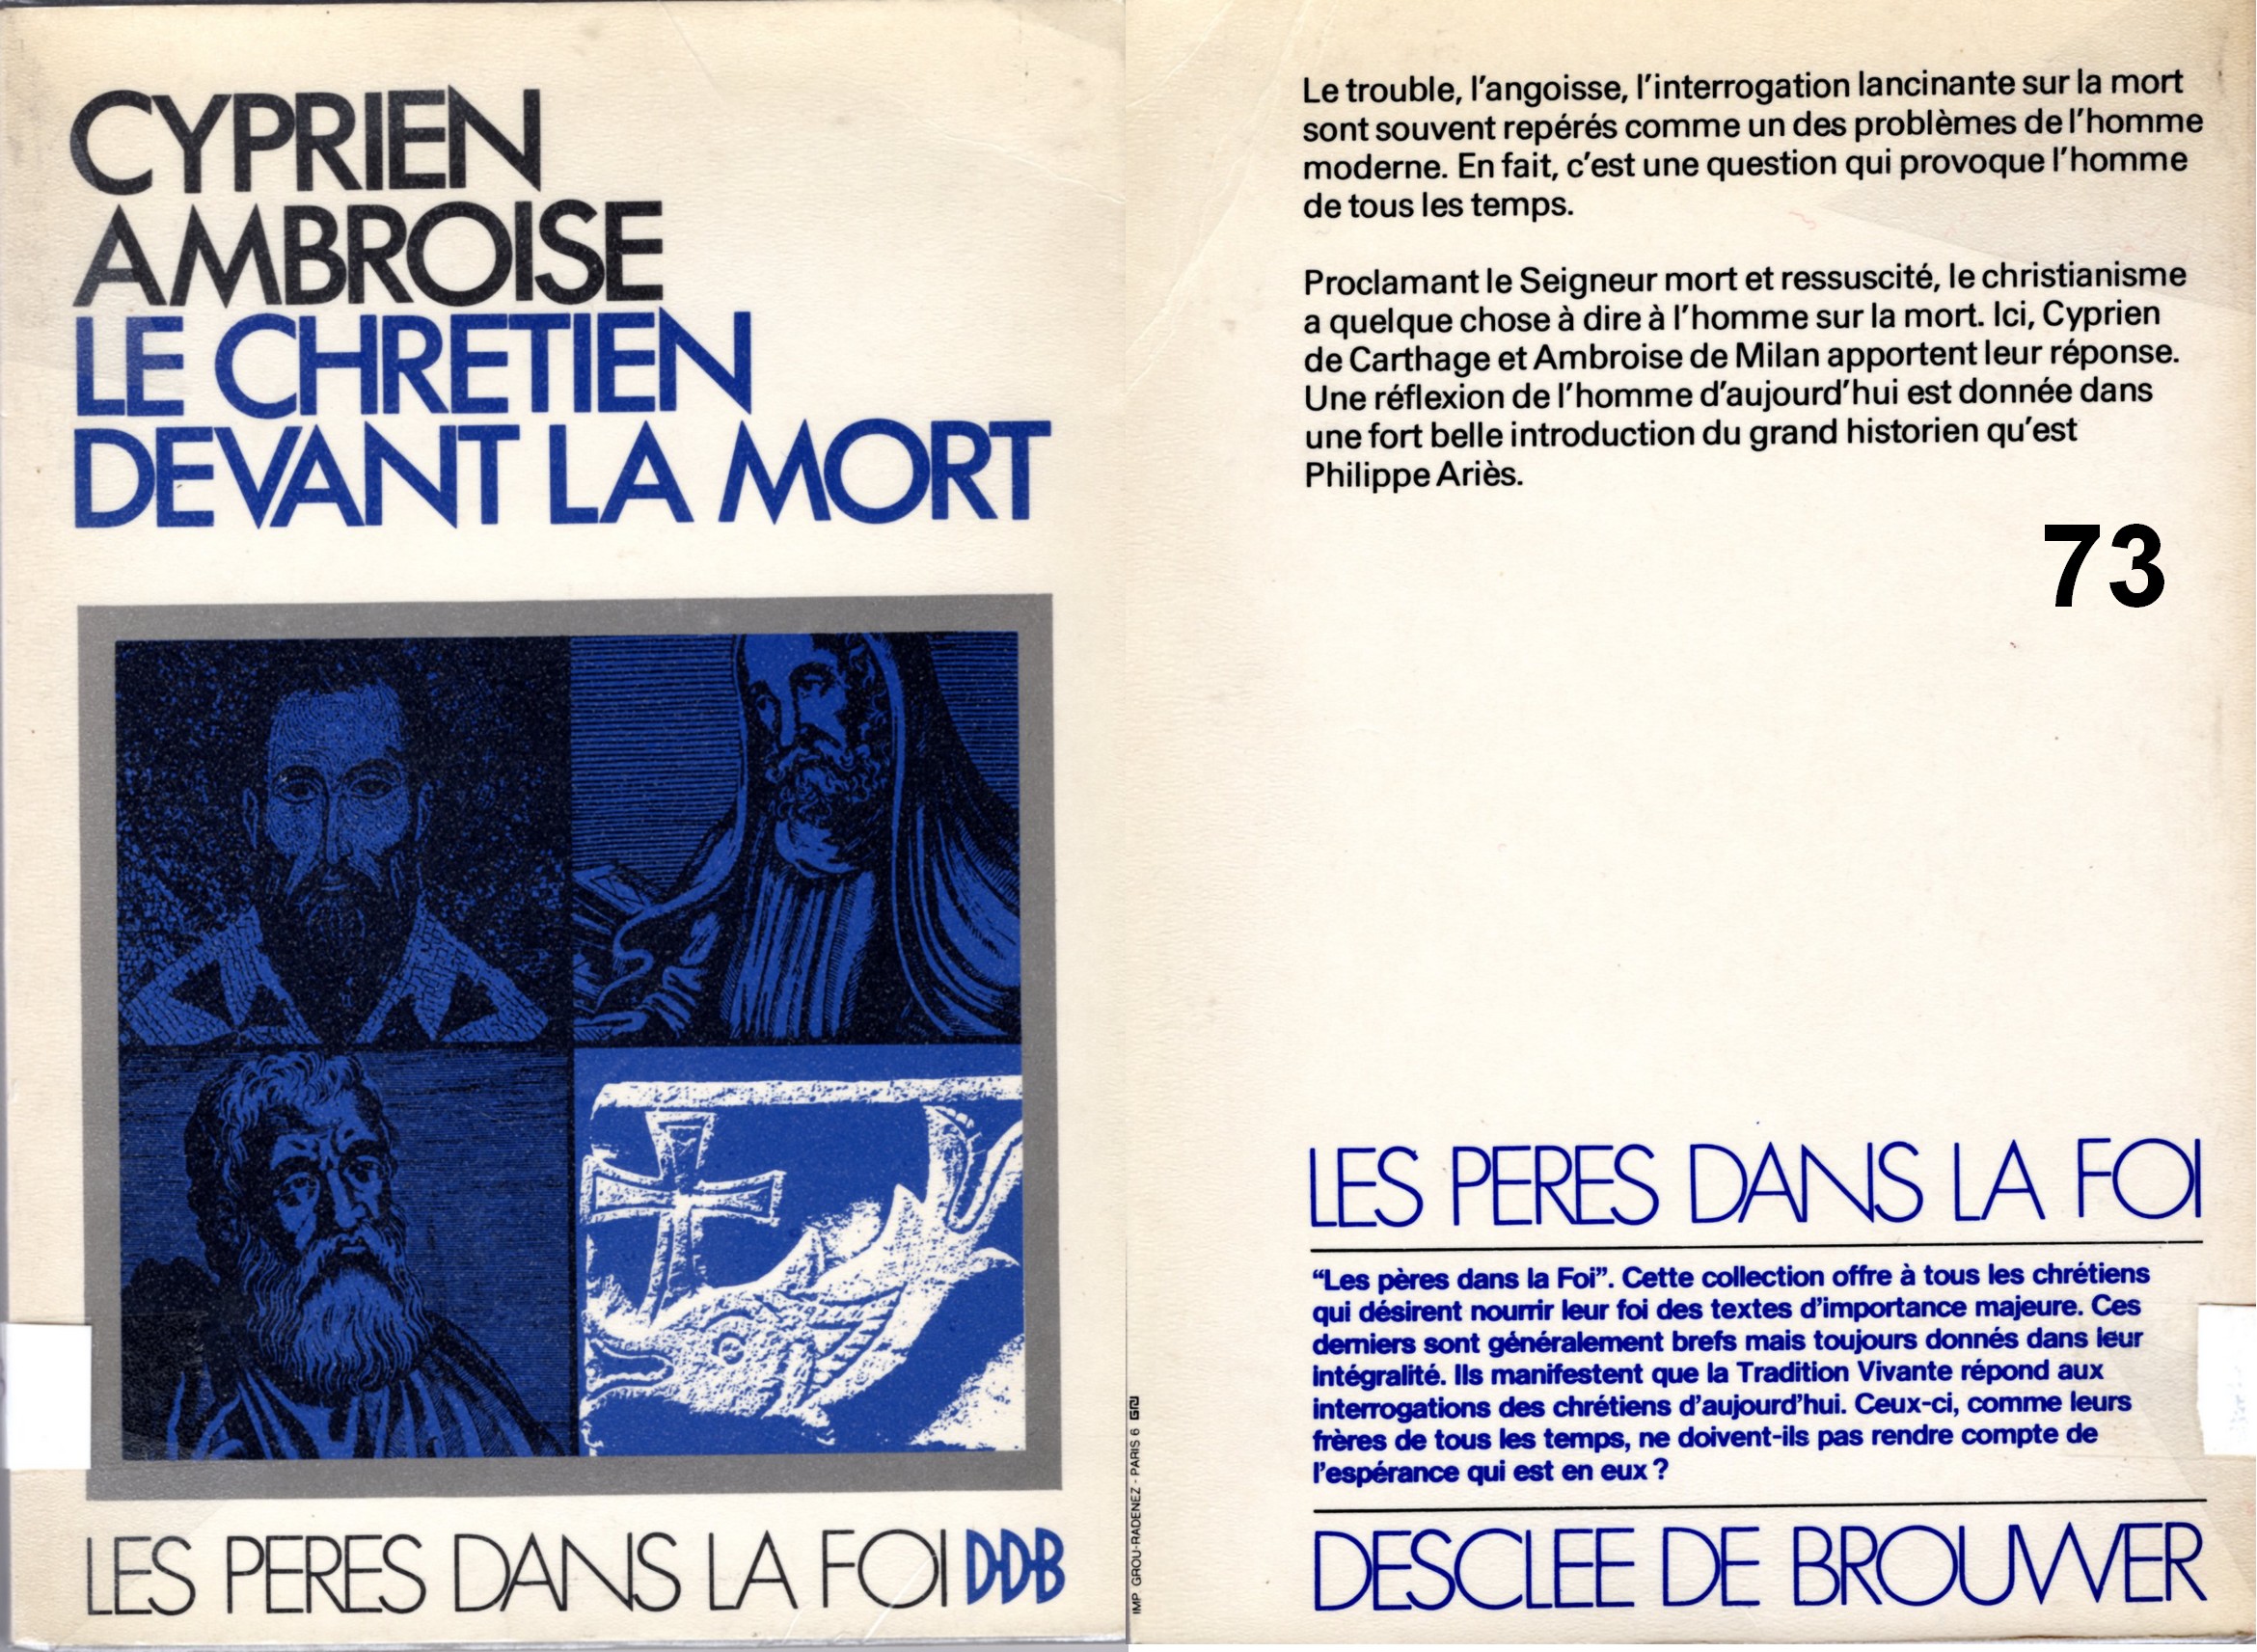 CYPRIEN
AMBROISE
LE CHRETIEN
DEVANT LA MORT
LES PERES DANS LA FOI DDB
Le trouble, l'angoisse, l'interrogation lancinante sur la mort
sont souvent repérés comme un des problèmes de l'homme
moderne. En fait, c'est une question qui provoque l'homme
de tous les temps.
Proclamant le Seigneur mort et ressuscité, le christianisme
a quelque chose à dire à l'homme sur la mort. Ici, Cyprien
de Carthage et Ambroise de Milan apportent leur réponse.
Une réflexion de l'homme d'aujourd'hui est donnée dans
une fort belle introduction du grand historien qu'est
Philippe Ariès.
73
LES PERES DANS LA FOI
“Les pères dans la Foi”. Cette collection offre à tous les chrétiens
qui désirent nourrir leur foi des textes d'importance majeure. Ces
derniers sont généralement brefs mais toujours donnés dans leur
intégralité. Ils manifestent que la Tradition Vivante répond aux
interrogations des chrétiens d'aujourd'hui. Ceux-ci, comme leurs
frères de tous les temps, ne doivent-ils pas rendre compte de
l'espérance qui est en eux ?
DESCLEE DE BROUWER
IMP. GROU-RADENEZ - PARIS 6